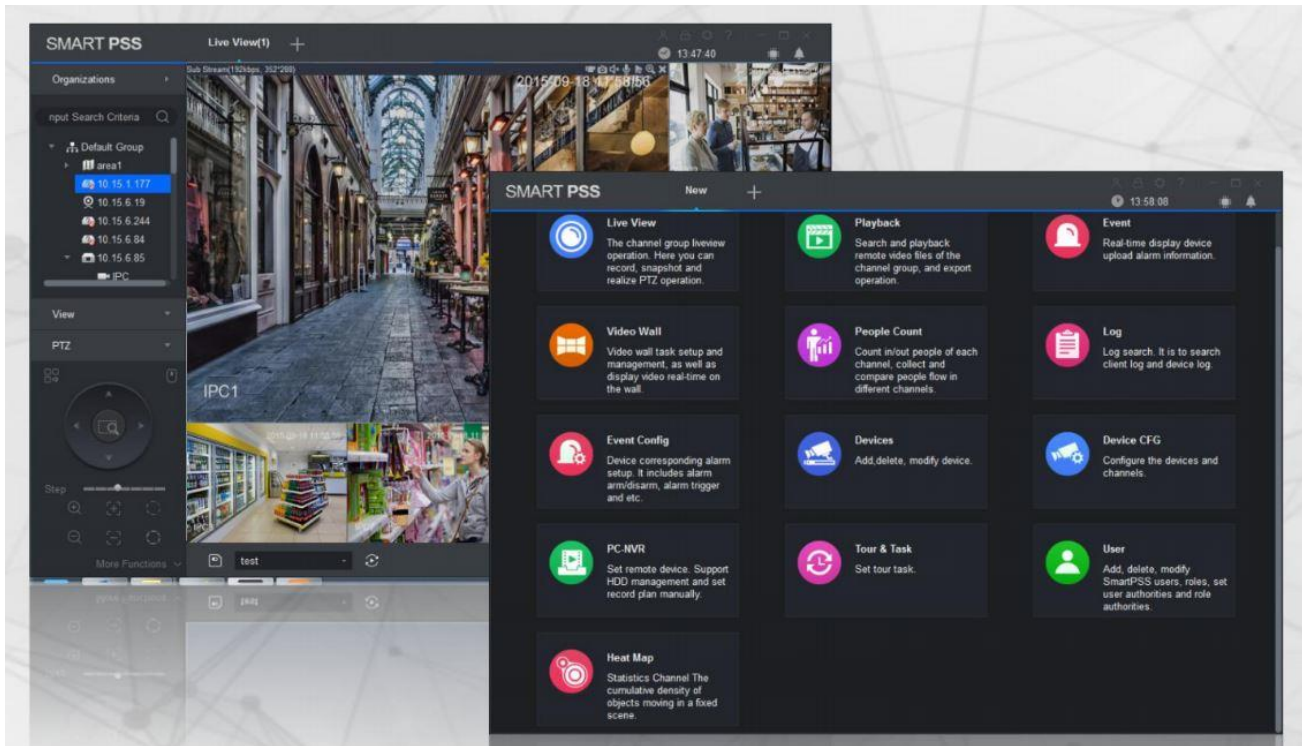 SMART PSS
Live View(1)
13:47:40
Organizations
nput Search Criteria
Default Group
area1
10.15.1.177
10.15.6.19
10.15.6.244
10.15.6.84
10.15.6.85
IPC
View
PTZ
Step
More Functions
Sub Stream(192kbps, 352*288)
2015-09-18 11:58:56
IPC1
test
SMART PSS
New
13:58:08
Live View
The channel group liveview
operation. Here you can
record, snapshot and
realize PTZ operation.
Playback
Search and playback
remote video files of the
channel group, and export
operation.
Event
Real-time display device
upload alarm information.
Video Wall
Video wall task setup and
management, as well as
display video real-time on
the wall.
People Count
Count in/out people of each
channel, collect and
compare people flow in
different channels.
Log
Log search. It is to search
client log and device log.
Event Config
Device corresponding alarm
setup. It includes alarm
arm/disarm, alarm trigger
and etc.
Devices
Add,delete, modify device.
Device CFG
Configure the devices and
channels.
PC-NVR
Set remote device. Support
HDD management and set
record plan manually.
Tour & Task
Set tour task.
User
Add, delete, modify
SmartPSS users, roles, set
user authorities and role
authorities.
Heat Map
Statistics Channel The
cumulative density of
objects moving in a fixed
scene.